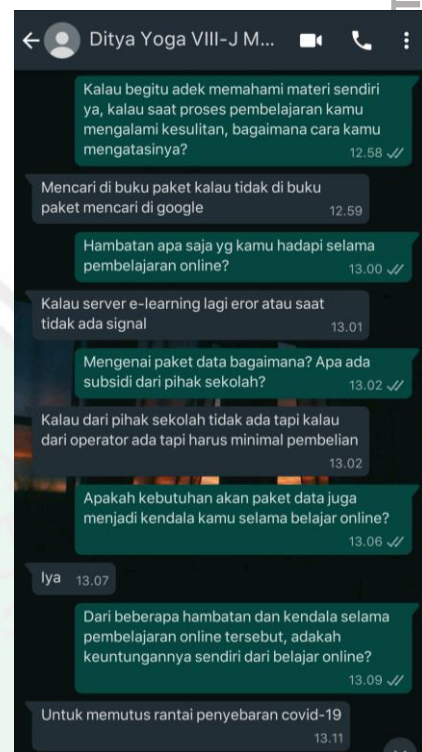 Ditya Yoga VIII-J M...
Kalau begitu adek memahami materi sendiri
ya, kalau saat proses pembelajaran kamu
mengalami kesulitan, bagaimana cara kamu
mengatasinya?
12.58
Mencari di buku paket kalau tidak di buku
paket mencari di google
12.59
Hambatan apa saja yg kamu hadapi selama
pembelajaran online?
13.00
Kalau server e-learning lagi eror atau saat
tidak ada signal
13.01
Mengenai paket data bagaimana? Apa ada
subsidi dari pihak sekolah?
13.02
Kalau dari pihak sekolah tidak ada tapi kalau
dari operator ada tapi harus minimal pembelian
13.02
Apakah kebutuhan akan paket data juga
menjadi kendala kamu selama belajar online?
13.06
Iya 13.07
Dari beberapa hambatan dan kendala selama
pembelajaran online tersebut, adakah
keuntungannya sendiri dari belajar online?
13.09
Untuk memutus rantai penyebaran covid-19
13.11